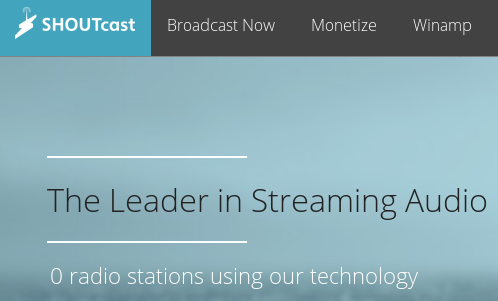 SHOUTcast Broadcast Now Monetize Winamp
The Leader in Streaming Audio
0 radio stations using our technology